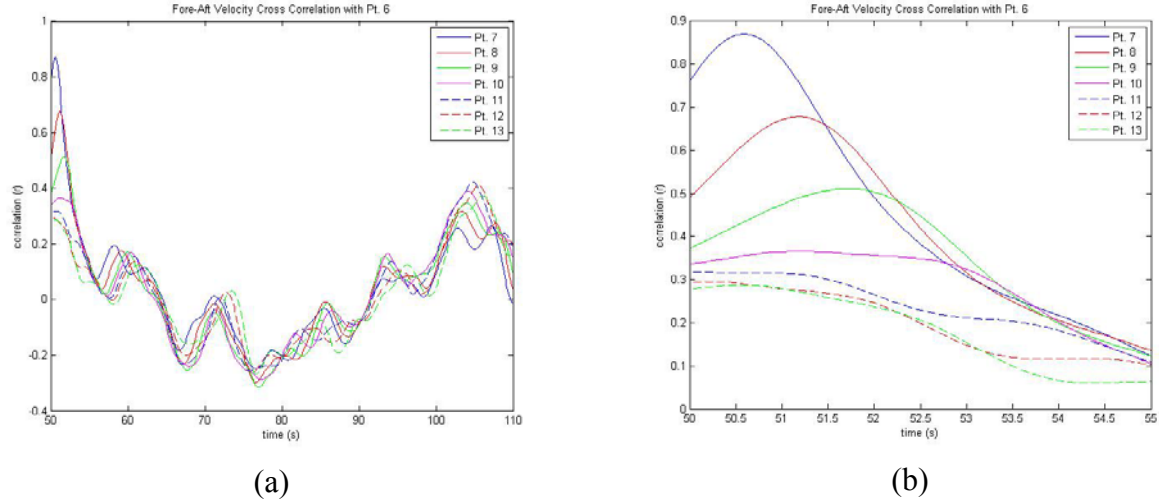 Fore-Aft Velocity Cross Correlation with Pt. 6
1
0.8
0.6
0.4
0.2
0
-0.2
-0.4
correlation (r)
50 60 70 80 90 100 110
time (s)
Pt. 7
Pt. 8
Pt. 9
Pt. 10
Pt. 11
Pt. 12
Pt. 13
(a)
Fore-Aft Velocity Cross Correlation with Pt. 6
0.9
0.8
0.7
0.6
0.5
0.4
0.3
0.2
0.1
0
correlation (r)
50 50.5 51 51.5 52 52.5 53 53.5 54 54.5 55
time (s)
Pt. 7
Pt. 8
Pt. 9
Pt. 10
Pt. 11
Pt. 12
Pt. 13
(b)